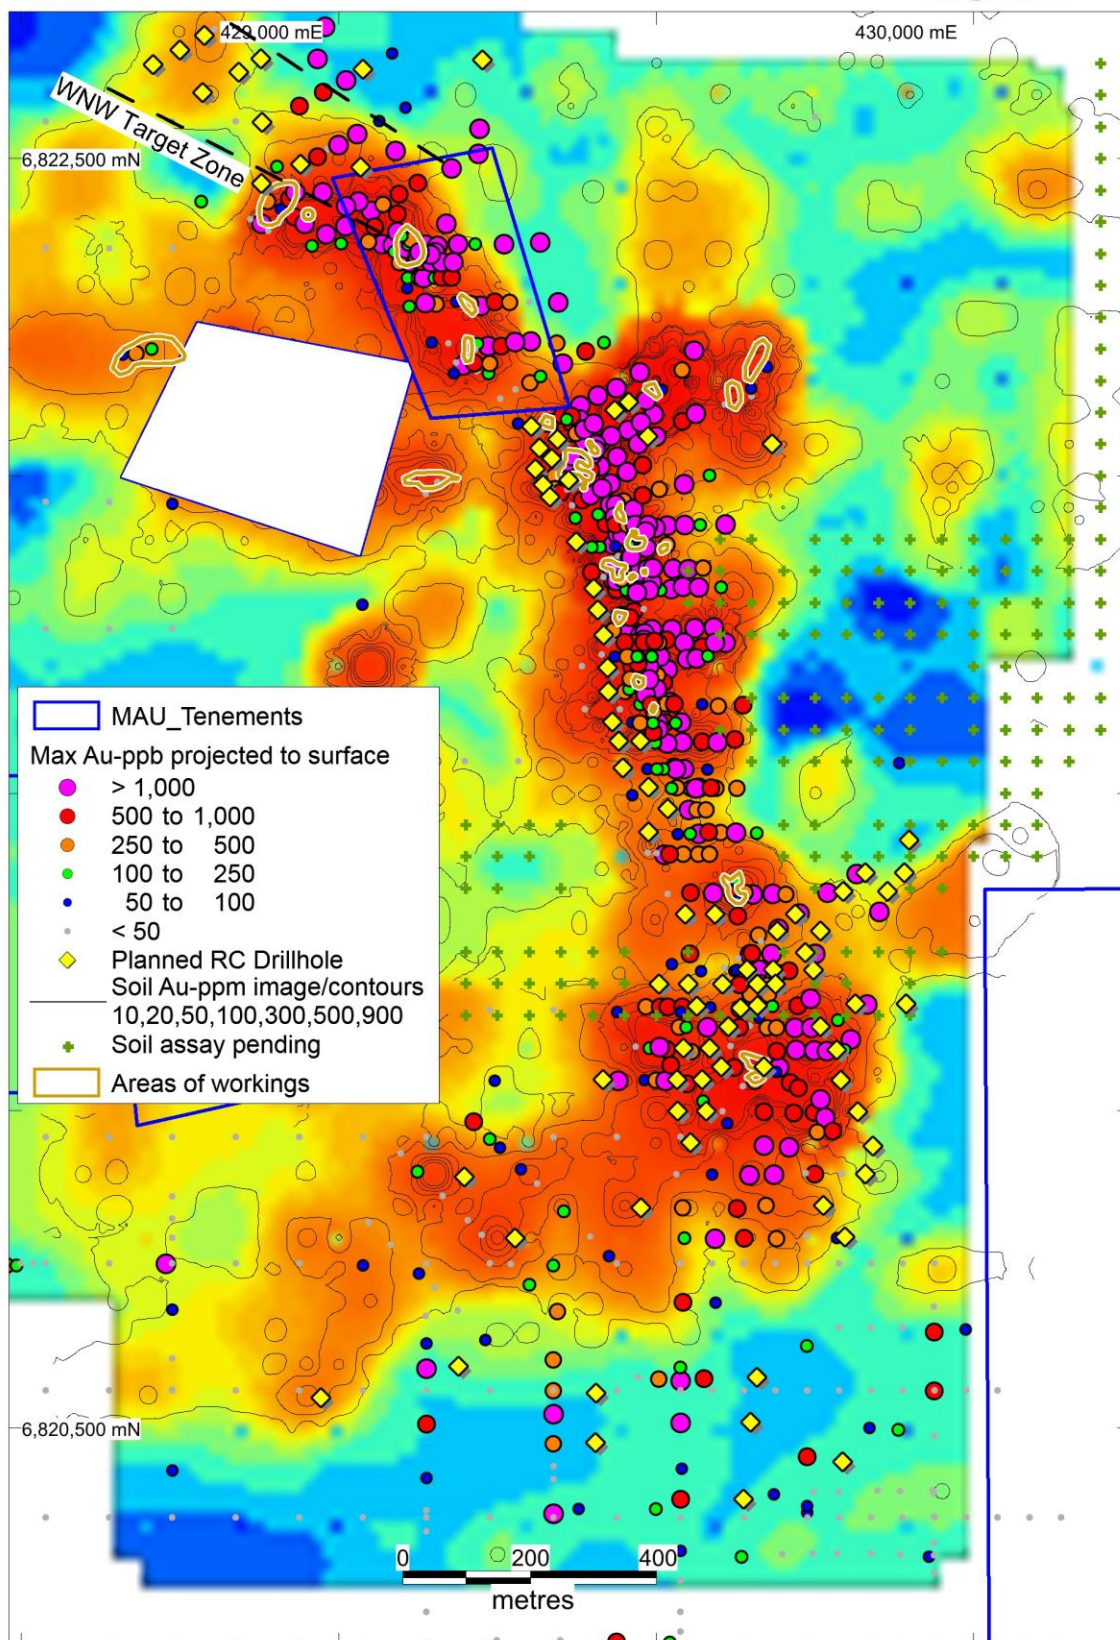 429,000 mE
430,000 mE
WNW Target Zone
6,822,500 mN
MAU_Tenements
Max Au-ppb projected to surface
> 1,000
500 to 1,000
250 to 500
100 to 250
50 to 100
< 50
Planned RC Drillhole
Soil Au-ppm image/contours
10,20,50,100,300,500,900
Soil assay pending
Areas of workings
6,820,500 mN
0 200 400
metres